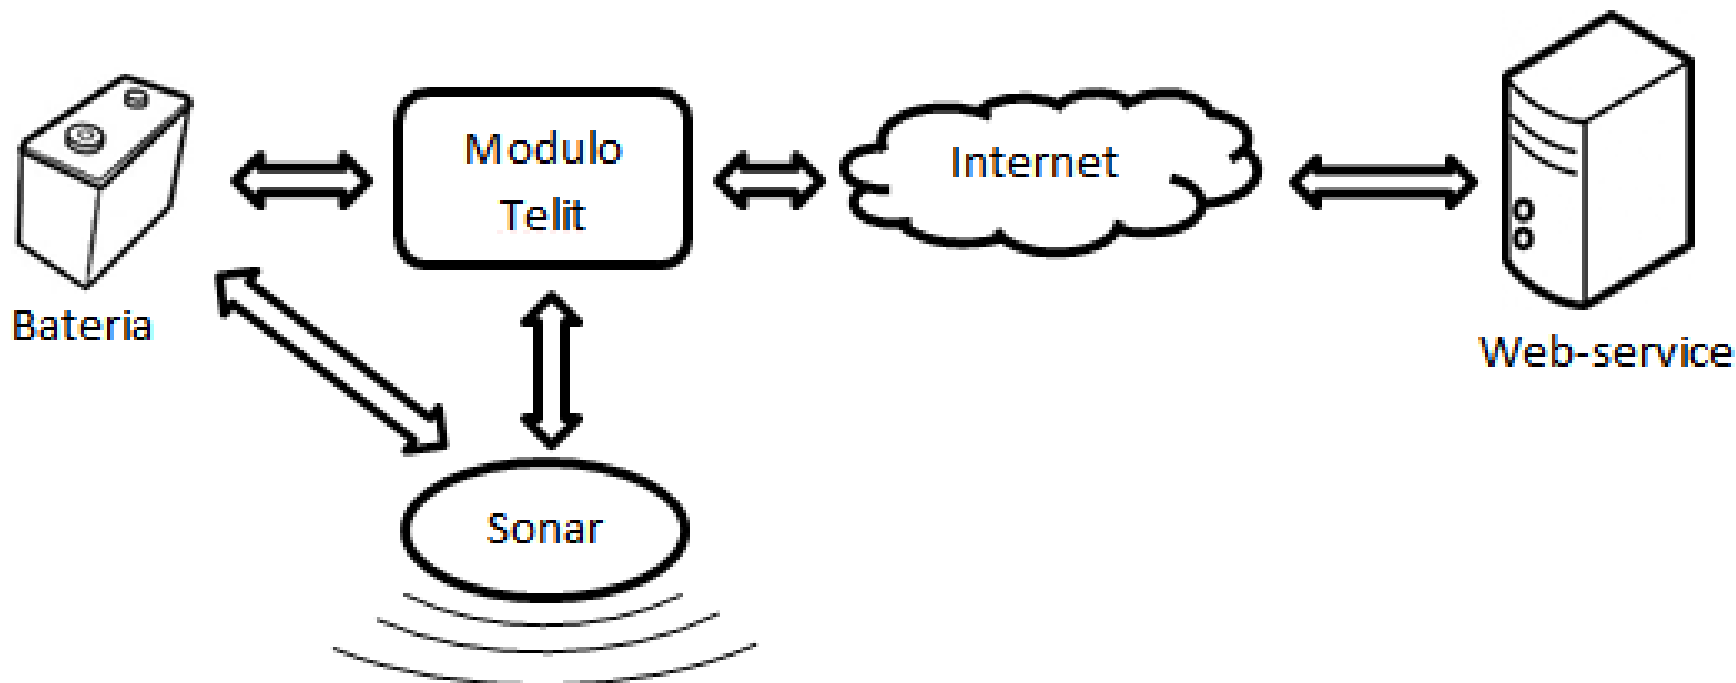 Modulo
Telit
Internet
Bateria
Web-service
Sonar